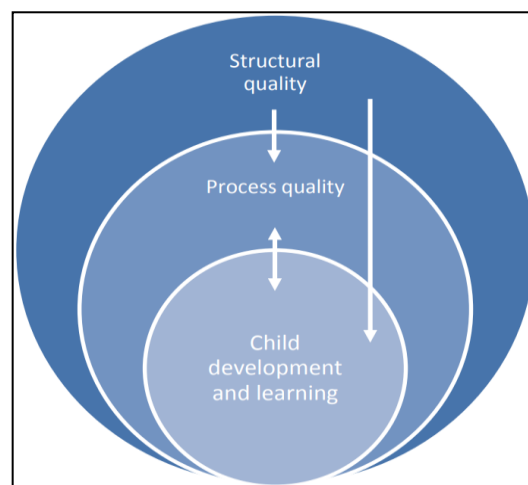 Structural
quality
Process quality
Child
development
and learning